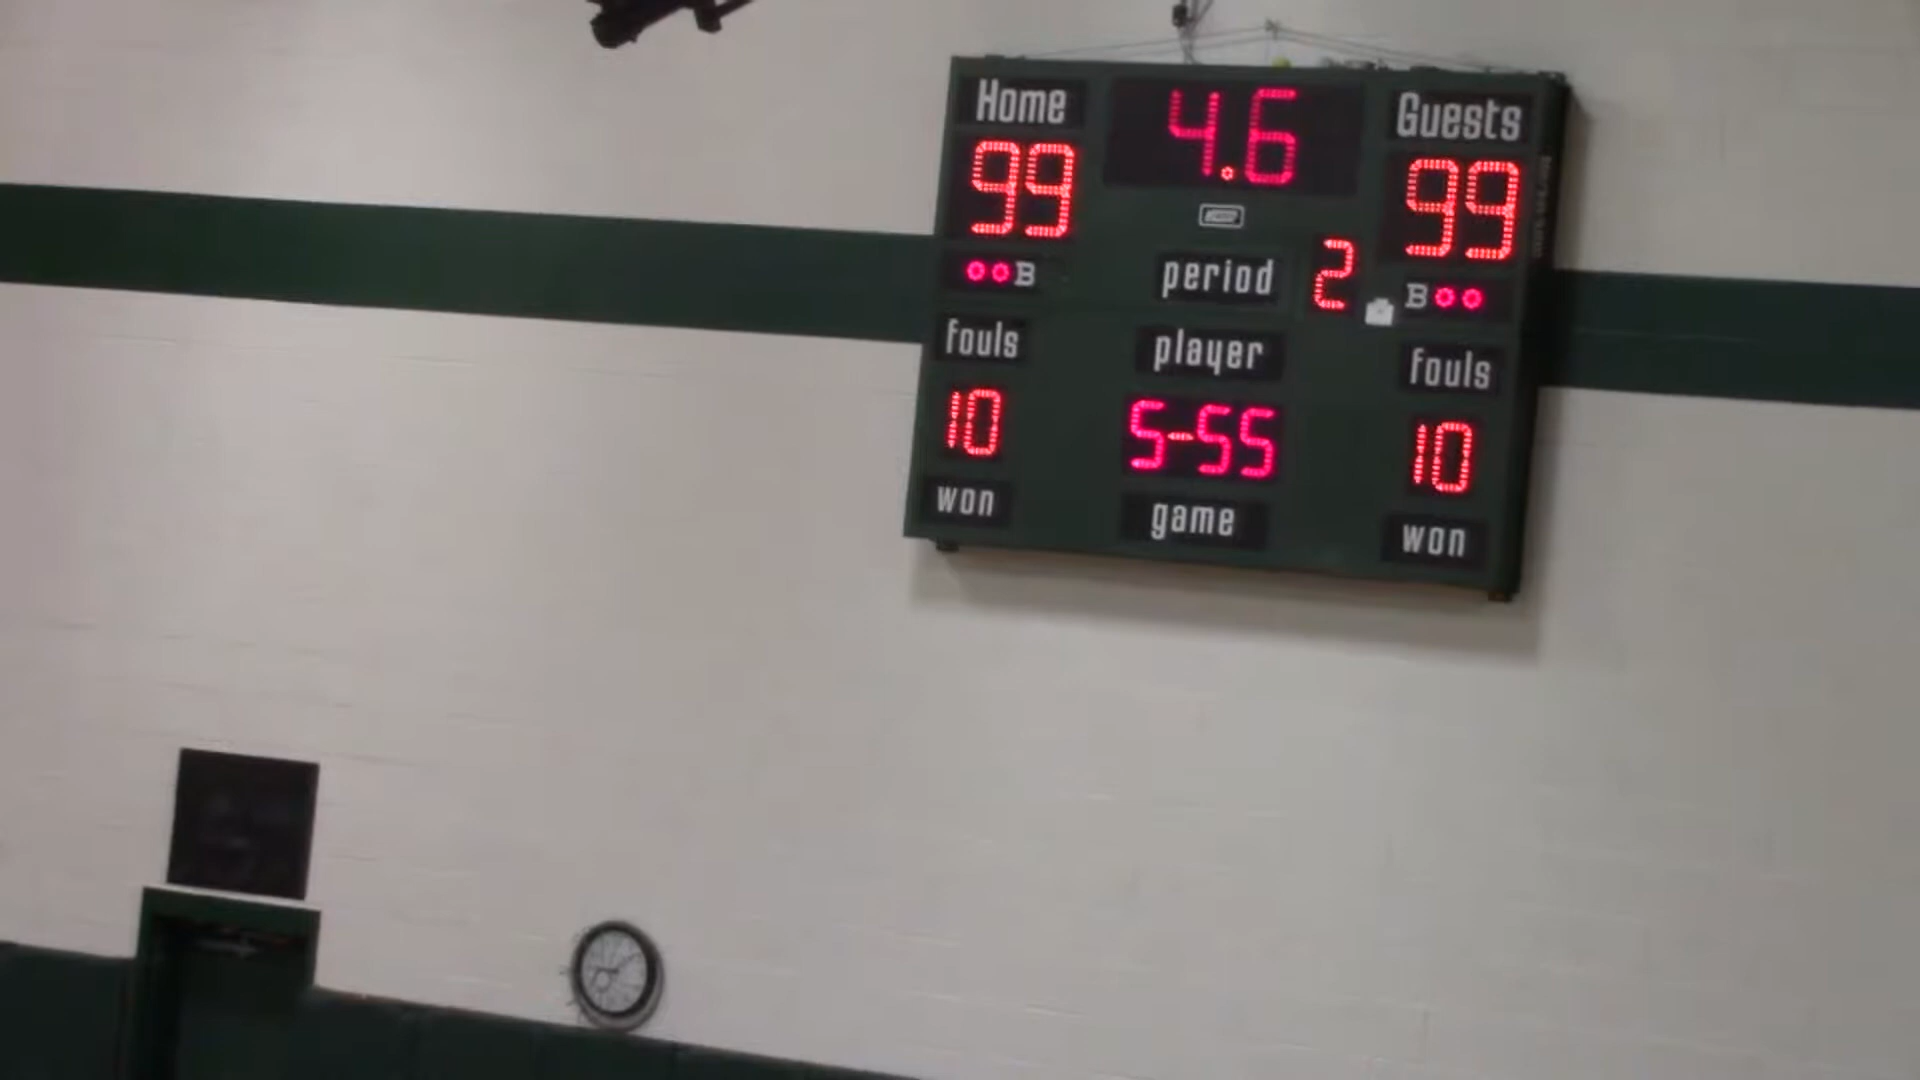 Home 4.6 Guests
99 99
B period 2 B
fouls player fouls
10 5-55 10
won game won